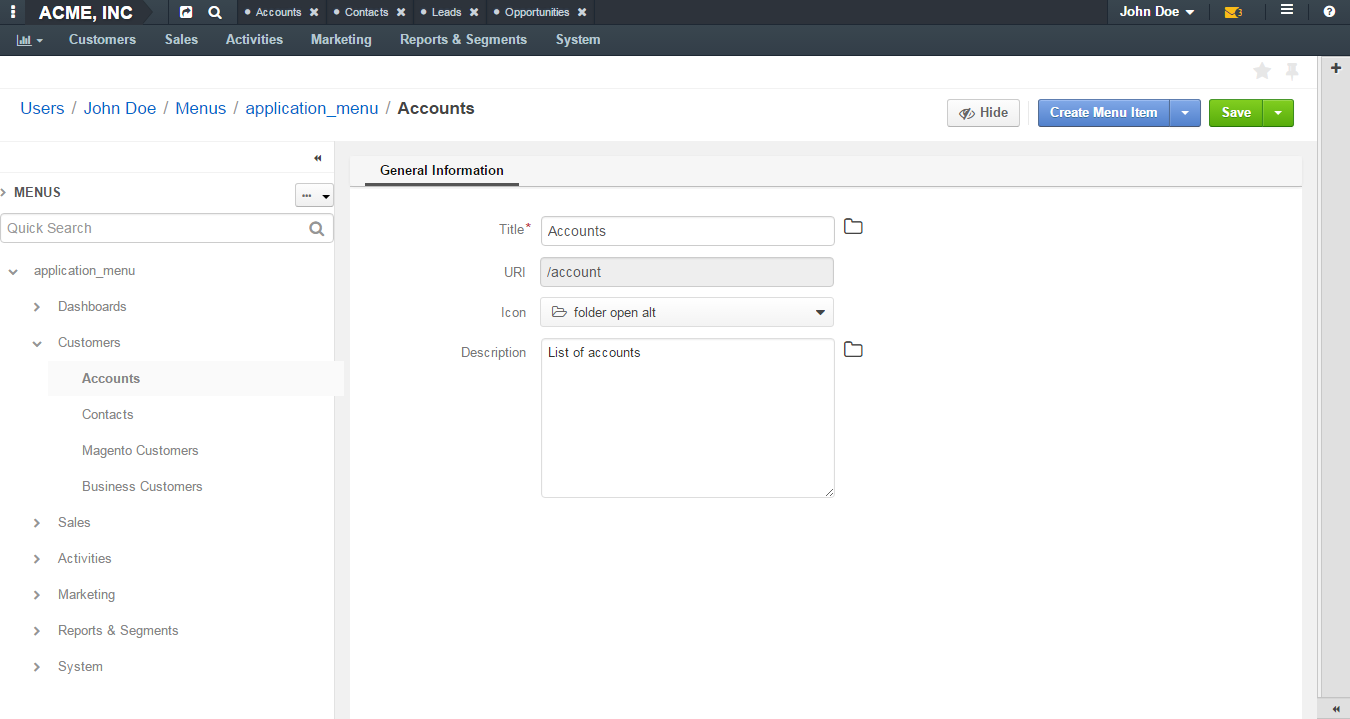 ACME, INC
Accounts
Contacts
Leads
Opportunities
John Doe
3
Customers
Sales
Activities
Marketing
Reports & Segments
System
Users / John Doe / Menus / application_menu / Accounts
Hide
Create Menu Item
Save
MENUS
Quick Search
application_menu
Dashboards
Customers
Accounts
Contacts
Magento Customers
Business Customers
Sales
Activities
Marketing
Reports & Segments
System
General Information
Title*
Accounts
URI
/account
Icon
folder open alt
Description
List of accounts